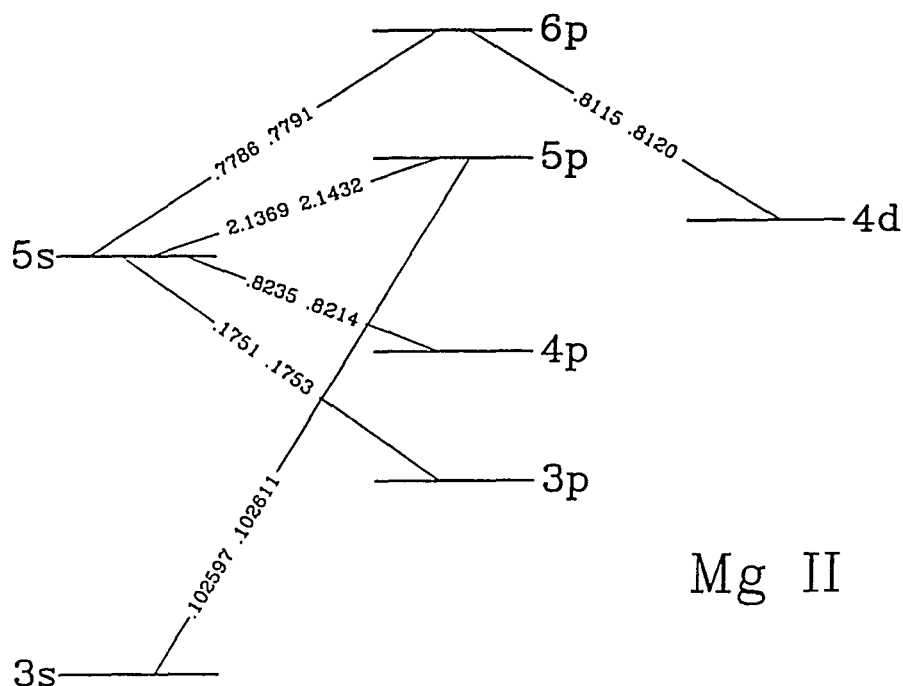 6p
.7786 .7791
.8115 .8120
5p
2.1369 2.1432
4d
5s
.8235 .8214
.1751 .1753
4p
3p
.102597 .102611
Mg II
3s